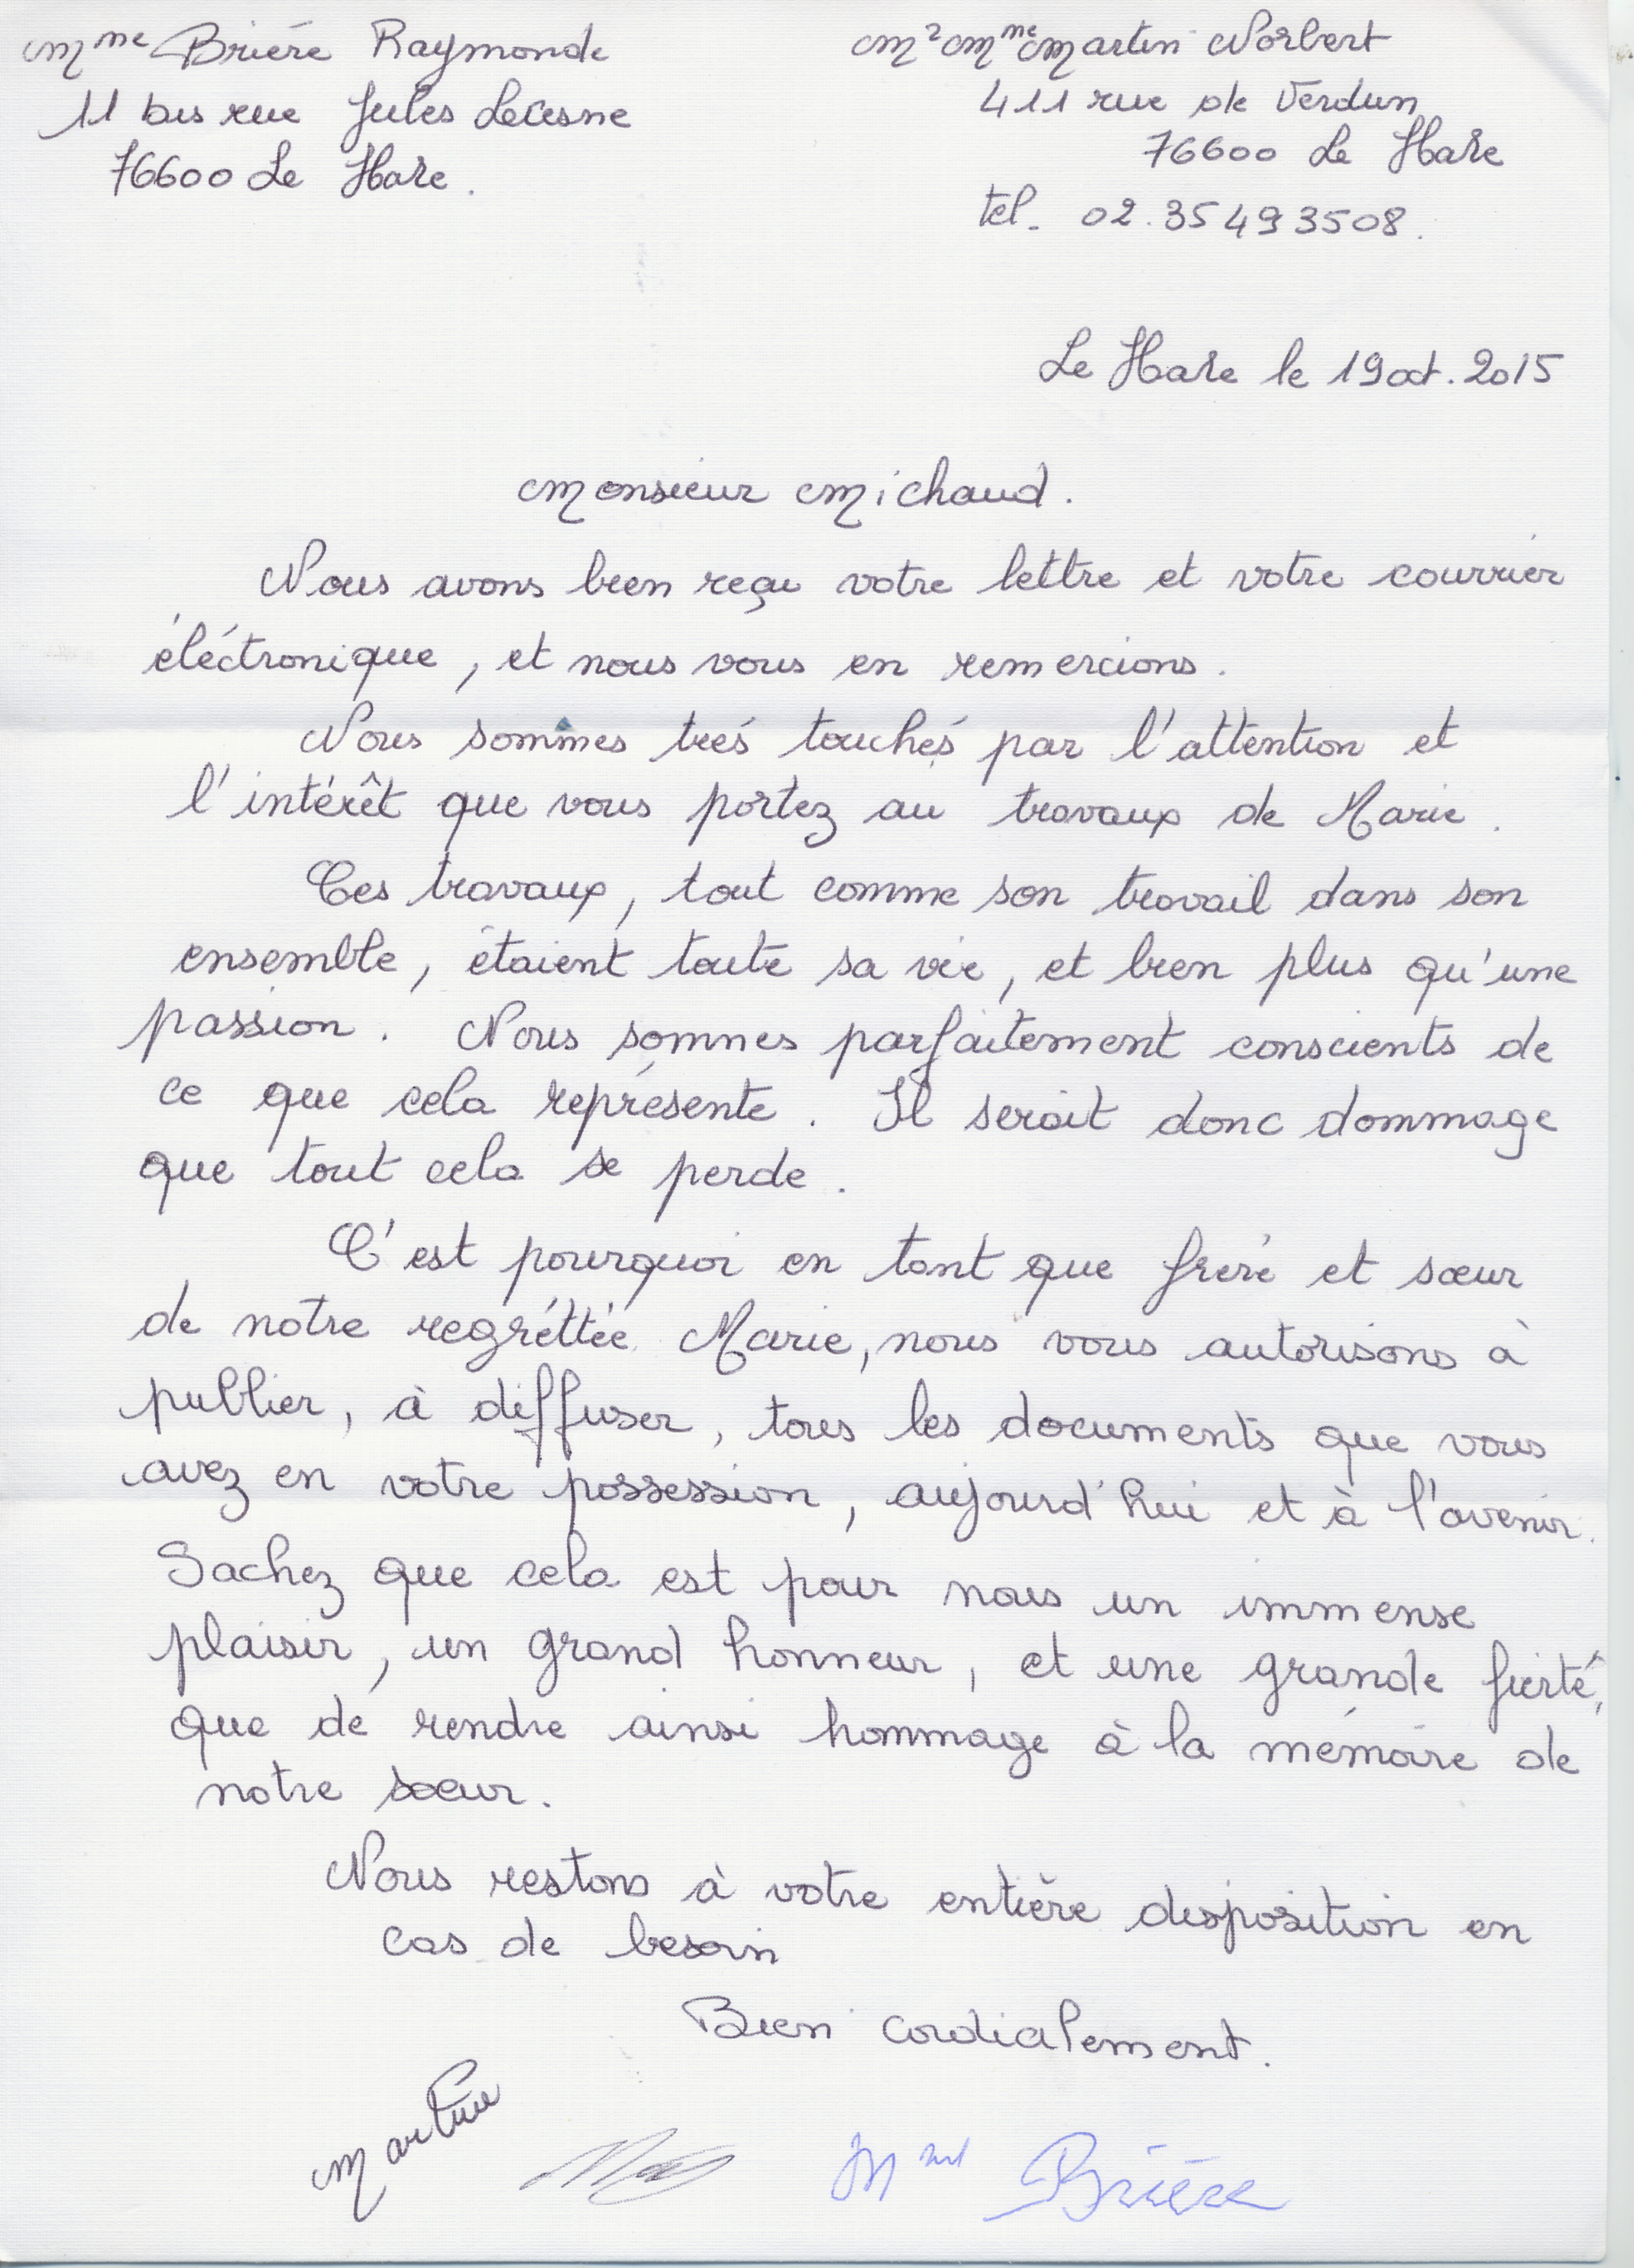 Mme Brière Raymonde
11 bis rue Jules Lecesne
76600 Le Havre.
Mr Mme Martin Norbert
411 rue de Verdun
76600 Le Havre
tel. 02.35493508.
Le Havre le 19 oct. 2015
Monsieur Michaud.
Nous avons bien reçu votre lettre et votre courrier
éléctronique, et nous vous en remercions.
Nous sommes trés touchés par l'attention et
l'intérêt que vous portez au travaux de Marie.
Ces travaux, tout comme son travail dans son
ensemble, étaient toute sa vie, et bien plus qu'une
passion. Nous sommes parfaitement conscients de
ce que cela représente. Il serait donc dommage
que tout cela se perde.
C'est pourquoi en tant que frere et sœur
de notre regréttée Marie, nous vous autorisons à
publier, à diffuser, tous les documents que vous
avez en votre possession, aujourd'hui et à l'avenir.
Sachez que cela est pour nous un immense
plaisir, un grand honneur, et une grande fierté,
que de rendre ainsi hommage à la mémoire de
notre sœur.
Nous restons à votre entière disposition en
cas de besoin
Bien cordialement.
Martin
Mme Brière